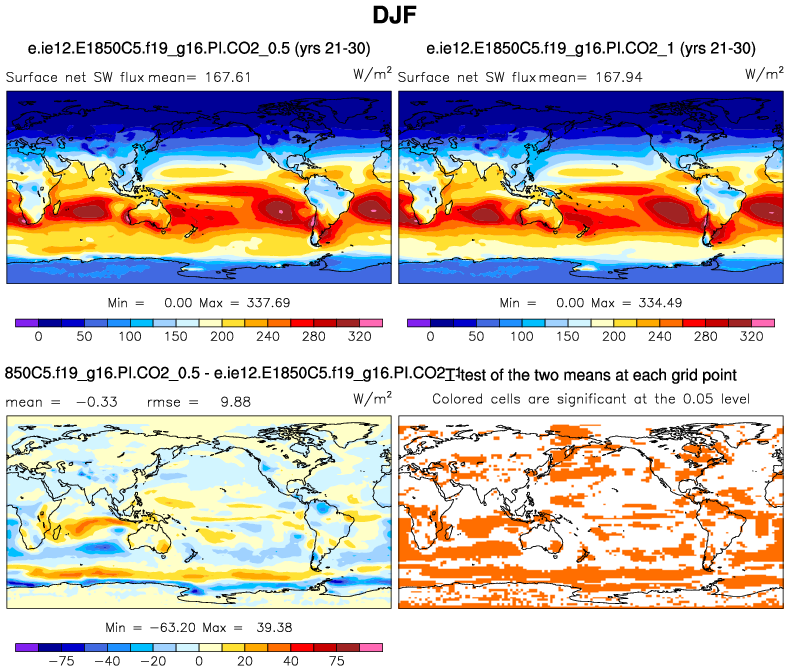 DJF
e.ie12.E1850C5.f19_g16.PI.CO2_0.5 (yrs 21-30)
e.ie12.E1850C5.f19_g16.PI.CO2_1 (yrs 21-30)
Surface net SW flux mean= 167.61 W/m²
Surface net SW flux mean= 167.94 W/m²
Min = 0.00 Max = 337.69
Min = 0.00 Max = 334.49
0 50 100 150 200 240 280 320
0 50 100 150 200 240 280 320
850C5.f19_g16.PI.CO2_0.5 - e.ie12.E1850C5.f19_g16.PI.CO2
T-test of the two means at each grid point
mean = -0.33 rmse = 9.88 W/m²
Colored cells are significant at the 0.05 level
Min = -63.20 Max = 39.38
-75 -40 -20 0 20 40 75